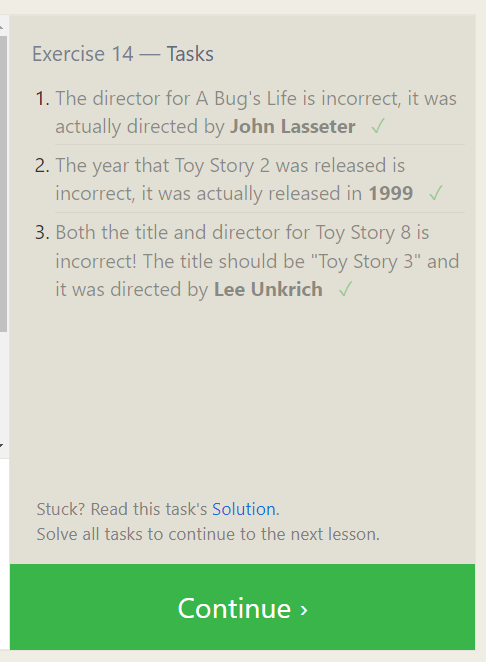 Exercise 14 — Tasks
1. The director for A Bug's Life is incorrect, it was
actually directed by John Lasseter ✓
2. The year that Toy Story 2 was released is
incorrect, it was actually released in 1999 ✓
3. Both the title and director for Toy Story 8 is
incorrect! The title should be "Toy Story 3" and
it was directed by Lee Unkrich ✓
Stuck? Read this task's Solution.
Solve all tasks to continue to the next lesson.
Continue ›